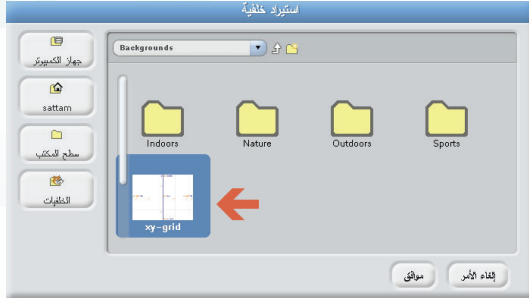 استيراد خلفية
جهاز الكمبيوتر
sattam
سطح المكتب
الخلفيات
Backgrounds
Indoors
Nature
Outdoors
Sports
xy-grid
موافق
إلغاء الأمر